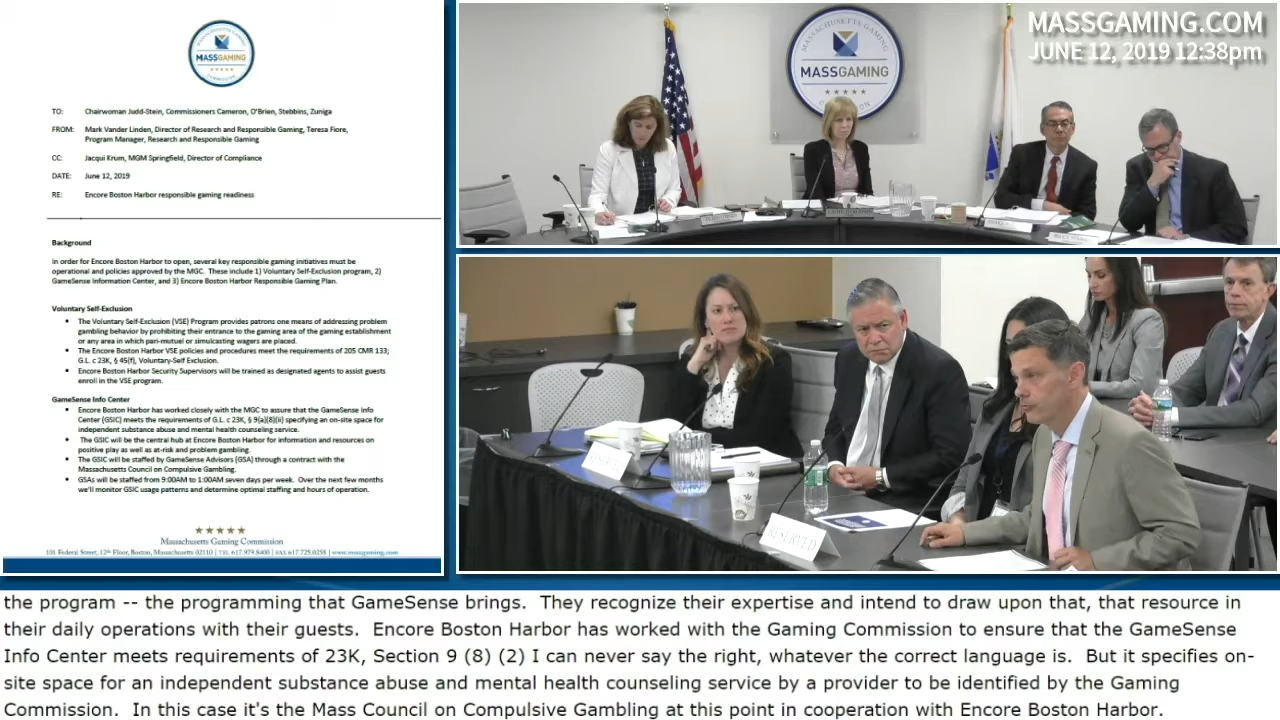 MASSACHUSETTS GAMING
MASSGAMING
COMMISSION
TO: Chairwoman Judd-Stein, Commissioners Cameron, O'Brien, Stebbins, Zuniga
FROM: Mark Vander Linden, Director of Research and Responsible Gaming, Teresa Fiore,
Program Manager, Research and Responsible Gaming
CC: Jacqui Krum, MGM Springfield, Director of Compliance
DATE: June 12, 2019
RE: Encore Boston Harbor responsible gaming readiness
Background
In order for Encore Boston Harbor to open, several key responsible gaming initiatives must be
operational and policies approved by the MGC. These include 1) Voluntary Self-Exclusion program, 2)
GameSense Information Center, and 3) Encore Boston Harbor Responsible Gaming Plan.
Voluntary Self-Exclusion
• The Voluntary Self-Exclusion (VSE) Program provides patrons one means of addressing problem
gambling behavior by prohibiting their entrance to the gaming area of the gaming establishment
or any area in which pari-mutuel or simulcasting wagers are placed.
• The Encore Boston Harbor VSE policies and procedures meet the requirements of 205 CMR 133;
G.L. c 23K, § 45(f), Voluntary-Self Exclusion.
• Encore Boston Harbor Security Supervisors will be trained as designated agents to assist guests
enroll in the VSE program.
GameSense Info Center
• Encore Boston Harbor has worked closely with the MGC to assure that the GameSense Info
Center (GSIC) meets the requirements of G.L. c 23K, § 9(a)(8)(ii) specifying an on-site space for
independent substance abuse and mental health counseling service.
• The GSIC will be the central hub at Encore Boston Harbor for information and resources on
positive play as well as at-risk and problem gambling.
• The GSIC will be staffed by GameSense Advisors (GSA) through a contract with the
Massachusetts Council on Compulsive Gambling.
• GSAs will be staffed from 9:00AM to 1:00AM seven days per week. Over the next few months
we'll monitor GSIC usage patterns and determine optimal staffing and hours of operation.
★★★★★
Massachusetts Gaming Commission
101 Federal Street, 12th Floor, Boston, Massachusetts 02110 | TEL 617.979.8400 | FAX 617.725.0258 | www.massgaming.com
MASSACHUSETTS GAMING
MASSGAMING
★★★★★
MASSGAMING.COM
JUNE 12, 2019 12:38pm
RESERVED
RESERVED
the program -- the programming that GameSense brings. They recognize their expertise and intend to draw upon that, that resource in
their daily operations with their guests. Encore Boston Harbor has worked with the Gaming Commission to ensure that the GameSense
Info Center meets requirements of 23K, Section 9 (8) (2) I can never say the right, whatever the correct language is. But it specifies on-
site space for an independent substance abuse and mental health counseling service by a provider to be identified by the Gaming
Commission. In this case it's the Mass Council on Compulsive Gambling at this point in cooperation with Encore Boston Harbor.